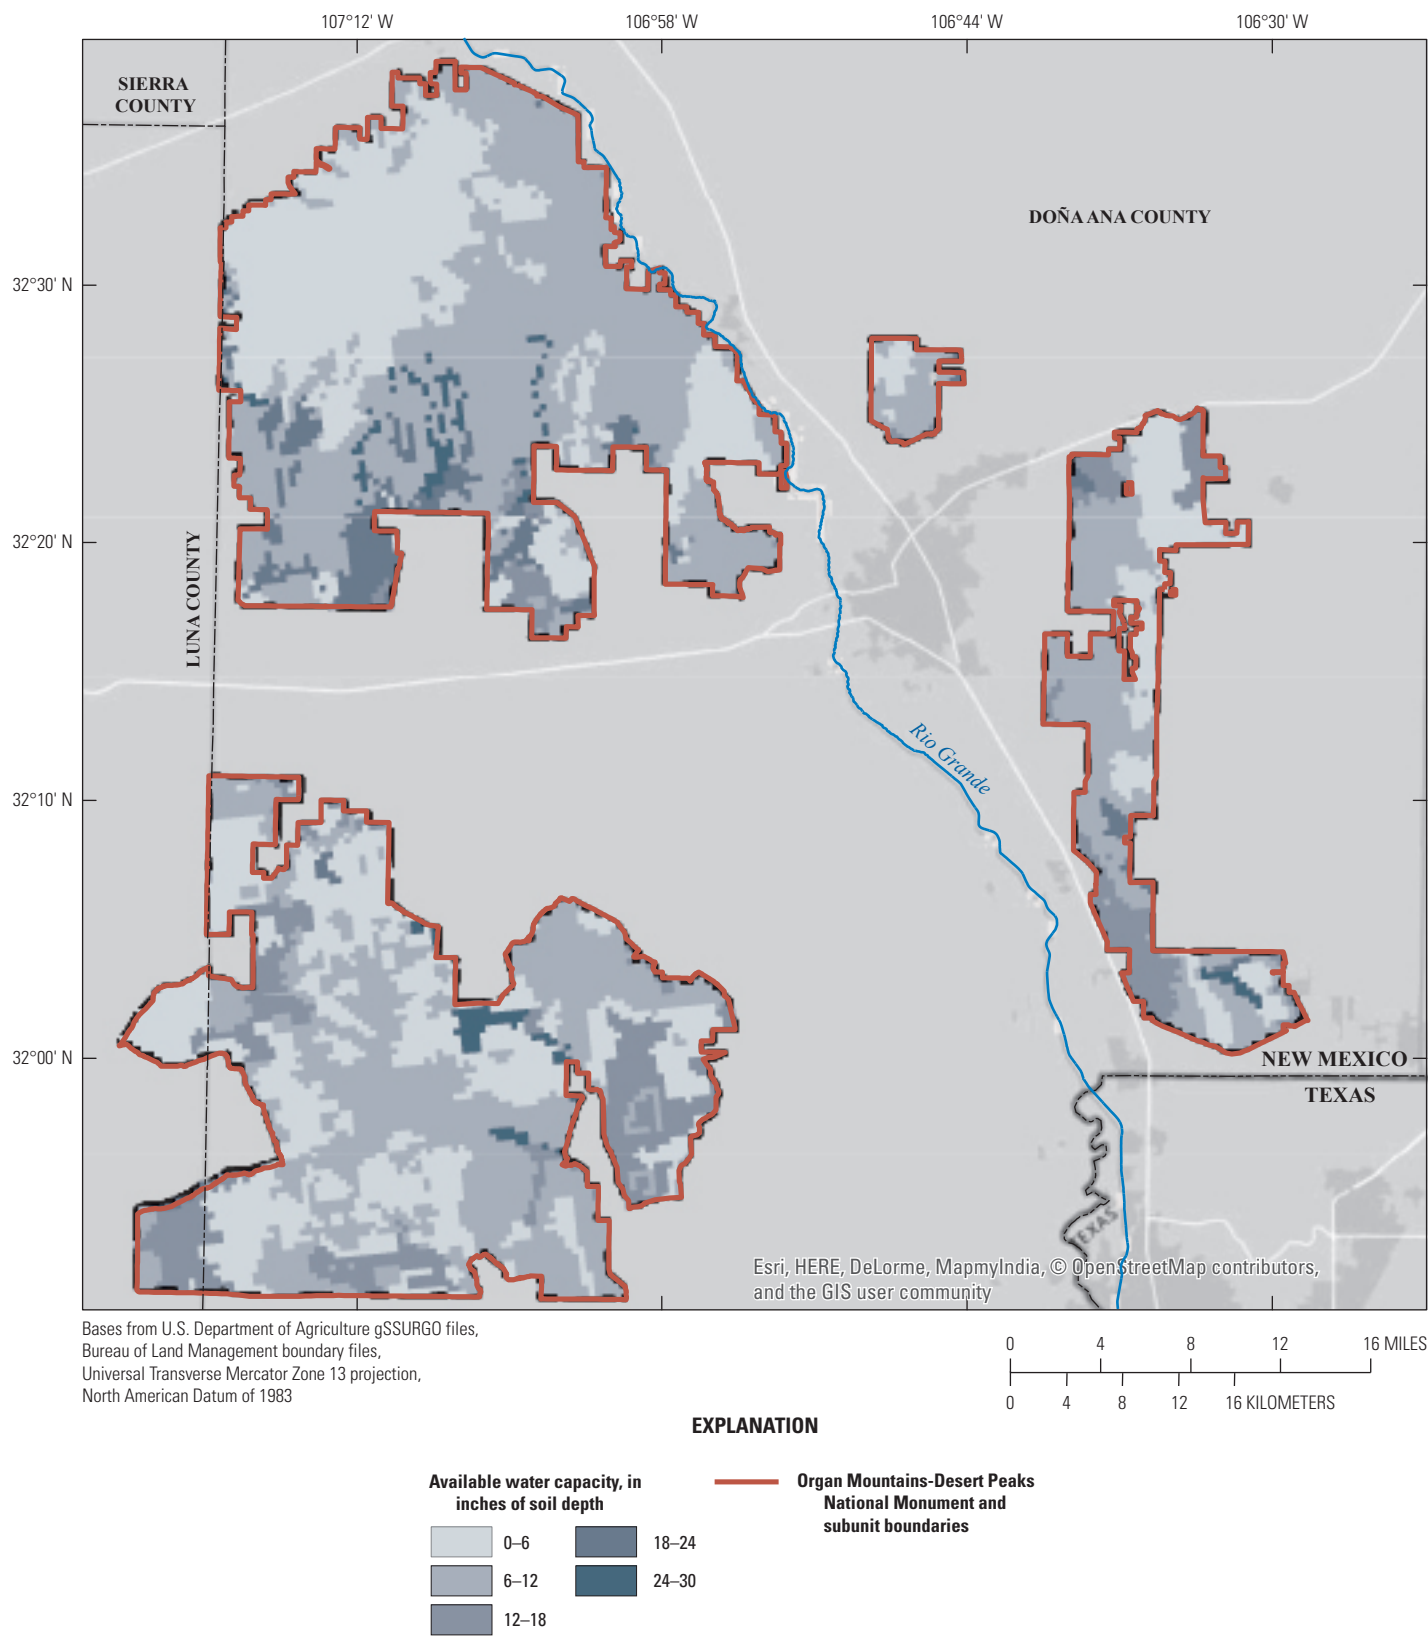 107°12' W
106°58' W
106°44' W
106°30' W
SIERRA
COUNTY
DOÑA ANA COUNTY
32°30' N
32°20' N
LUNA COUNTY
Rio Grande
32°10' N
32°00' N
NEW MEXICO
TEXAS
TEXAS
Esri, HERE, DeLorme, MapmyIndia, © OpenStreetMap contributors,
and the GIS user community
Bases from U.S. Department of Agriculture gSSURGO files,
Bureau of Land Management boundary files,
Universal Transverse Mercator Zone 13 projection,
North American Datum of 1983
0 4 8 12 16 MILES
0 4 8 12 16 KILOMETERS
EXPLANATION
Available water capacity, in
inches of soil depth
0–6
6–12
12–18
18–24
24–30
Organ Mountains-Desert Peaks
National Monument and
subunit boundaries